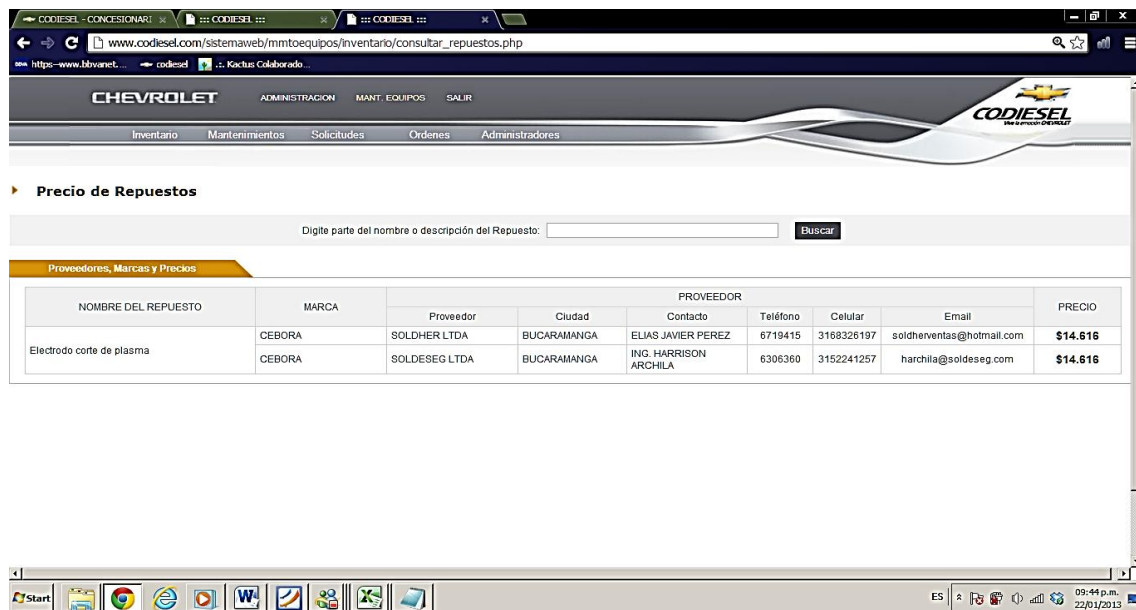 CODIESEL - CONCESIONARI
::: CODIESEL :::
::: CODIESEL :::
www.codiesel.com/sistemaweb/mmtoequipos/inventario/consultar_repuestos.php
https--www.bbvanet.... codiesel .:. Kactus Colaborado...
CHEVROLET ADMINISTRACION MANT. EQUIPOS SALIR
CODIESEL
Inventario Mantenimientos Solicitudes Ordenes Administradores
Precio de Repuestos
Digite parte del nombre o descripción del Repuesto: Buscar
Proveedores, Marcas y Precios
NOMBRE DEL REPUESTO MARCA PROVEEDOR PRECIO
Proveedor Ciudad Contacto Teléfono Celular Email
Electrodo corte de plasma
CEBORA SOLDHER LTDA BUCARAMANGA ELIAS JAVIER PEREZ 6719415 3168326197 soldherventas@hotmail.com $14.616
CEBORA SOLDESEG LTDA BUCARAMANGA ING. HARRISON ARCHILA 6306360 3152241257 harchila@soldeseg.com $14.616
Start ES 09:44 p.m.
22/01/2013